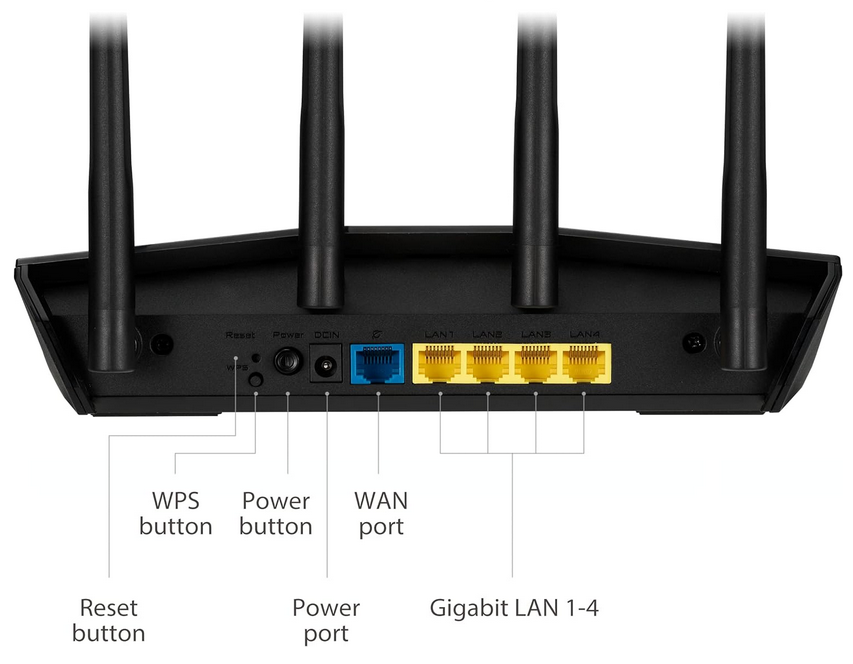 Reset
Power
DCIN
LAN1
LAN2
LAN3
LAN4
WPS
WPS
button
Power
button
WAN
port
Reset
button
Power
port
Gigabit LAN 1-4